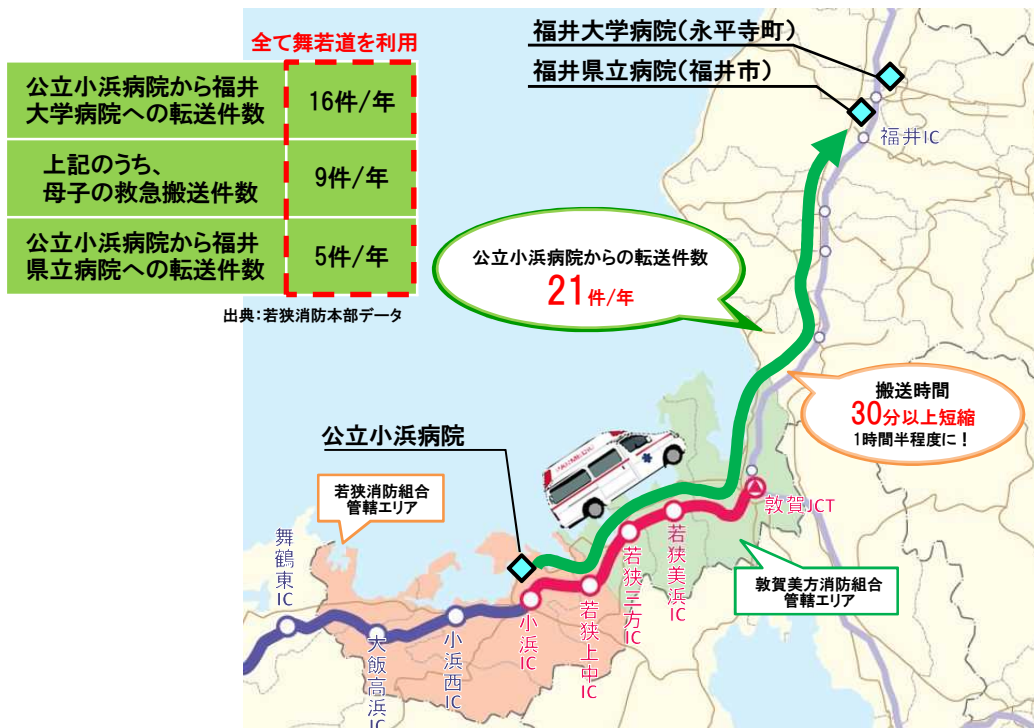 全て舞若道を利用
公立小浜病院から福井
大学病院への転送件数
16件/年
上記のうち、
母子の救急搬送件数
9件/年
公立小浜病院から福井
県立病院への転送件数
5件/年
出典:若狭消防本部データ
福井大学病院(永平寺町)
福井県立病院(福井市)
福井IC
公立小浜病院からの転送件数
21件/年
搬送時間
30分以上短縮
1時間半程度に!
公立小浜病院
若狭消防組合
管轄エリア
敦賀JCT
敦賀美方消防組合
管轄エリア
舞鶴東IC
大飯高浜IC
小浜西IC
小浜IC
若狭上中IC
若狭三方IC
若狭美浜IC